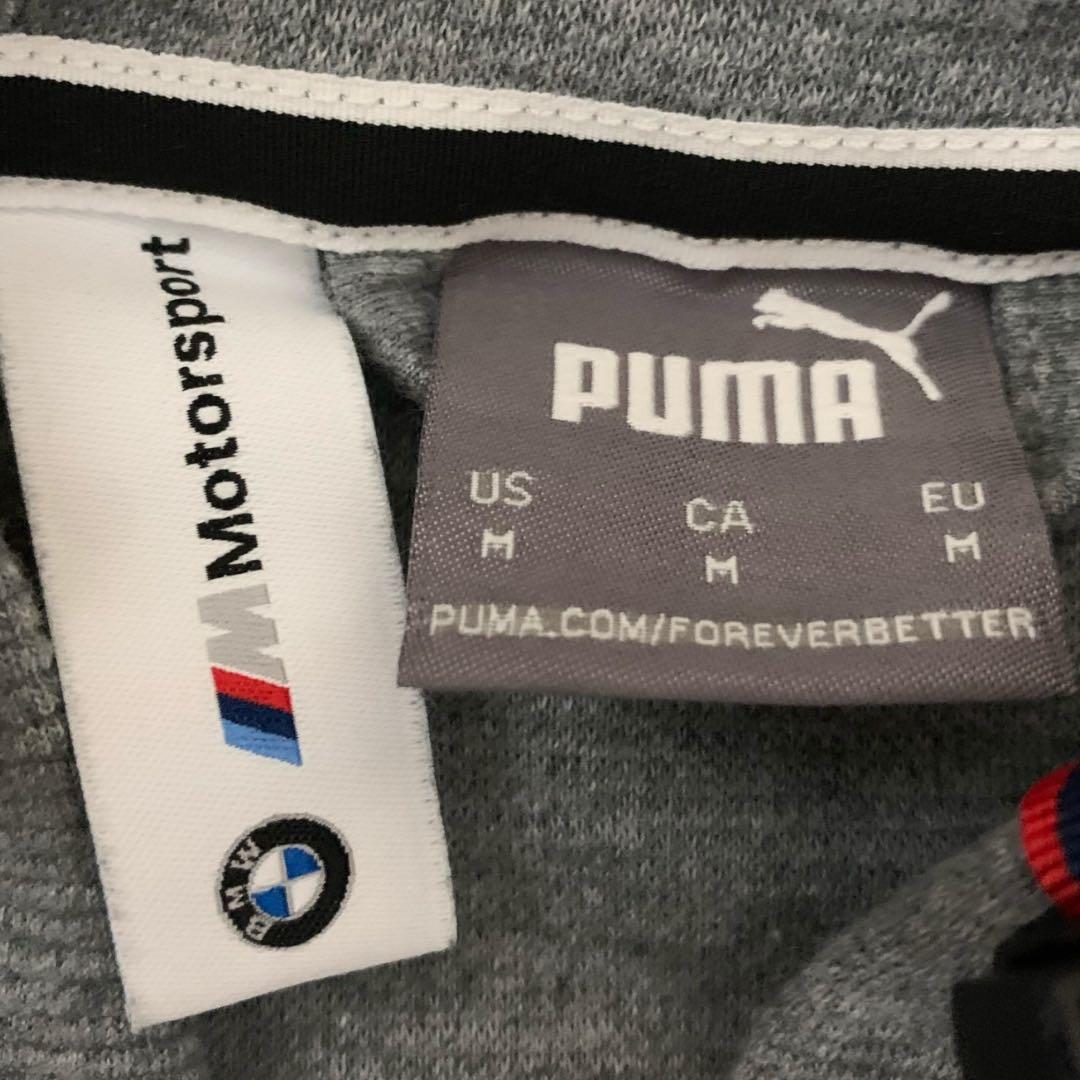 M Motorsport
BMW
PUMA
US CA EU
M M M
PUMA.COM/FOREVERBETTER